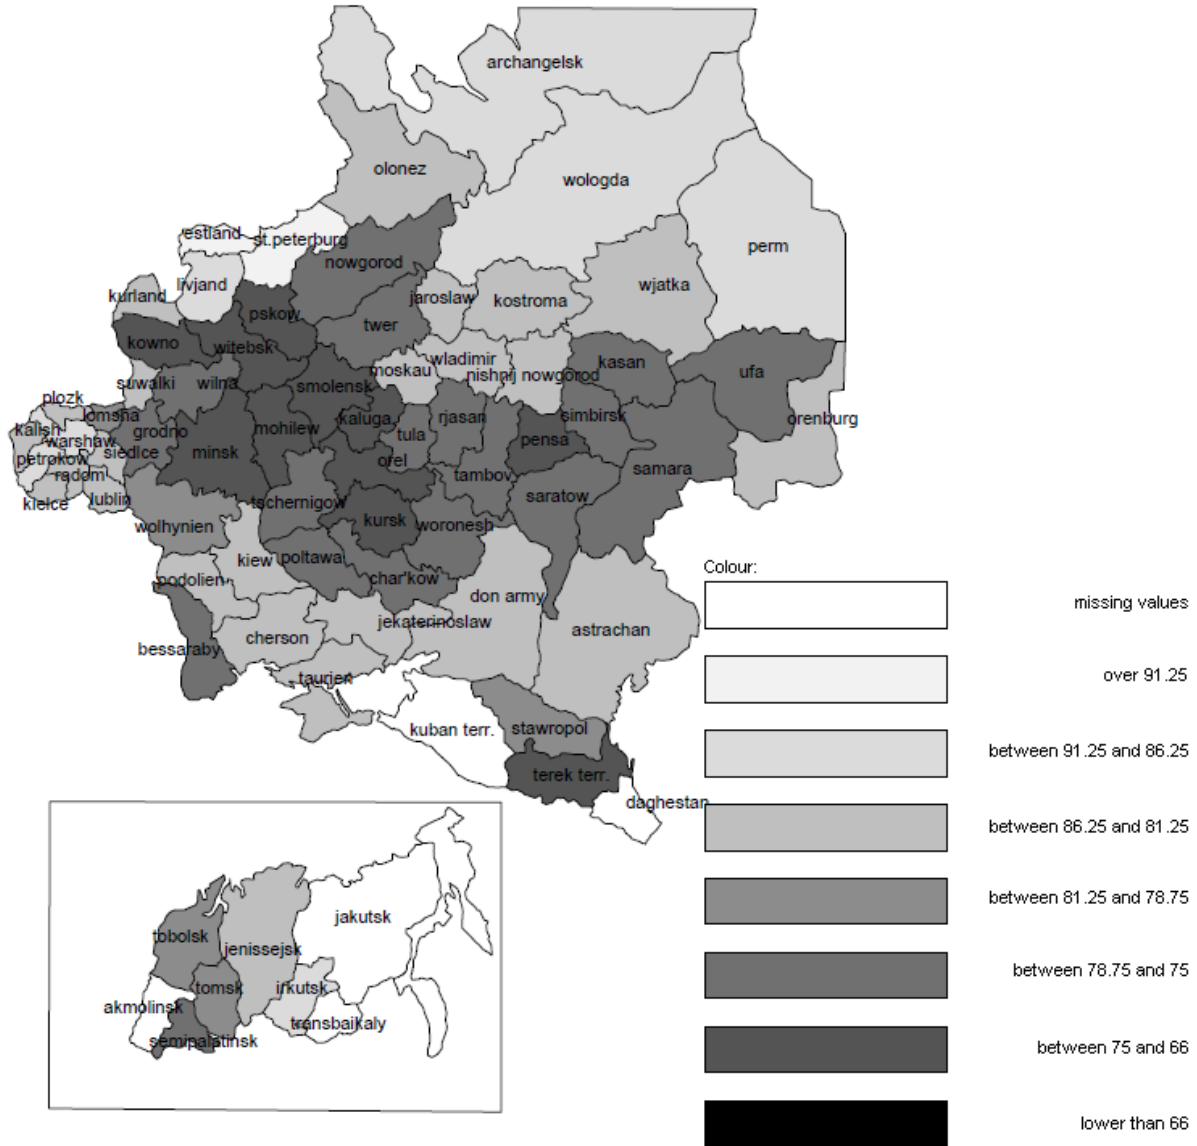 archangelsk
olonez
wologda
estland
st.peterburg
perm
nowgorod
livjand
wjatka
kurland
jaroslaw
kostroma
pskow
twer
kowno
witebsk
wladimir
kasan
moskau
ufa
nishnij nowgorod
suwalki
wilna
smolensk
plozk
lomsha
kaluga
rjasan
simbirsk
orenburg
kalish
grodno
mohilew
tula
warshaw
pensa
siedlce
minsk
petrokow
orel
samara
radom
tambow
kielce
lublin
tschernigow
saratow
wolhynien
kursk
woronesh
kiew
poltawa
podolien
char'kow
don army
jekaterinoslaw
astrachan
cherson
bessaraby
taurien
kuban terr.
stawropol
terek terr.
daghestan
jakutsk
tobolsk
jenissejsk
tomsk
irkutsk
akmolinsk
transbaikaly
semipalatinsk
Colour:
missing values
over 91.25
between 91.25 and 86.25
between 86.25 and 81.25
between 81.25 and 78.75
between 78.75 and 75
between 75 and 66
lower than 66